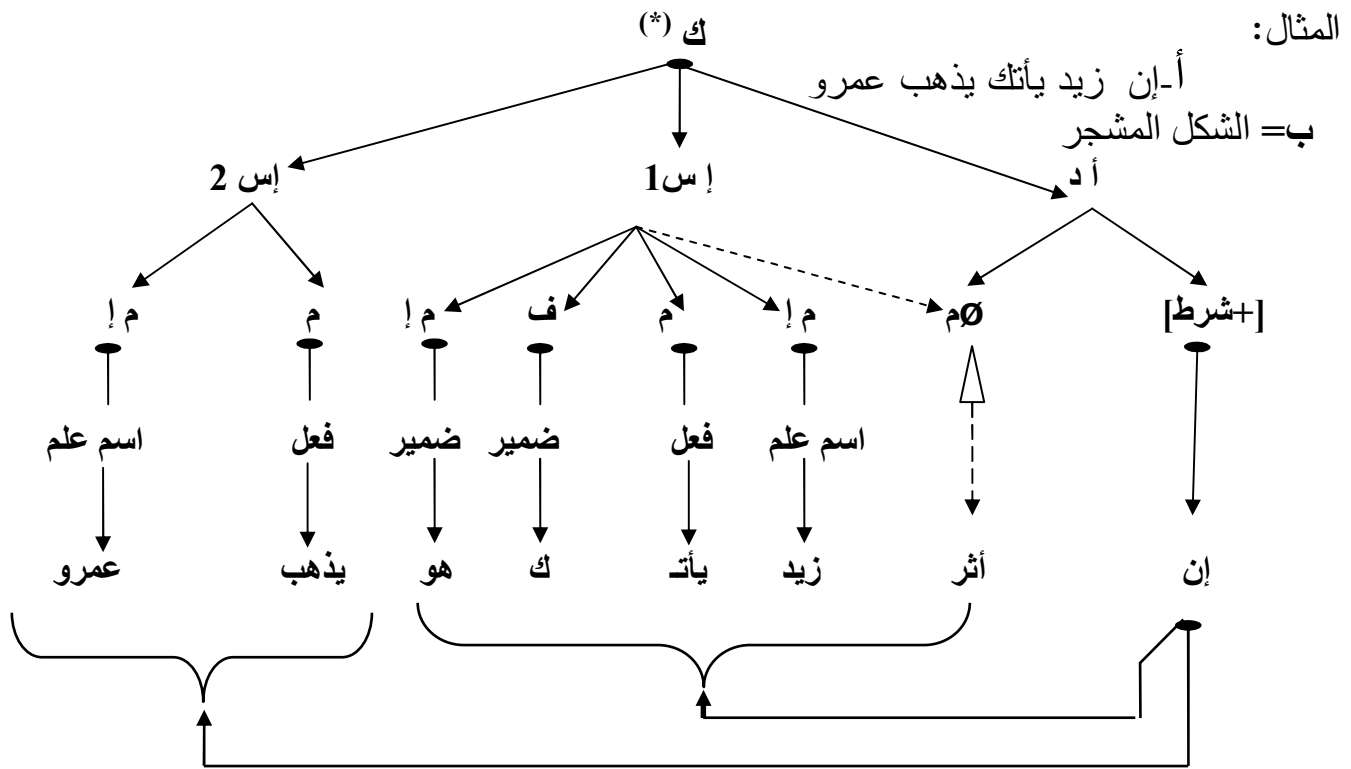 المثال:
ك (*)
أ-إن زيد يأتك يذهب عمرو
ب= الشكل المشجر
أ د
إ س1
إس 2
[+شرط]
Øم
م إ
م
ف
م إ
م
م إ
اسم علم
فعل
ضمير
ضمير
فعل
اسم علم
إن
أثر
زيد
يأتـ
ك
هو
يذهب
عمرو